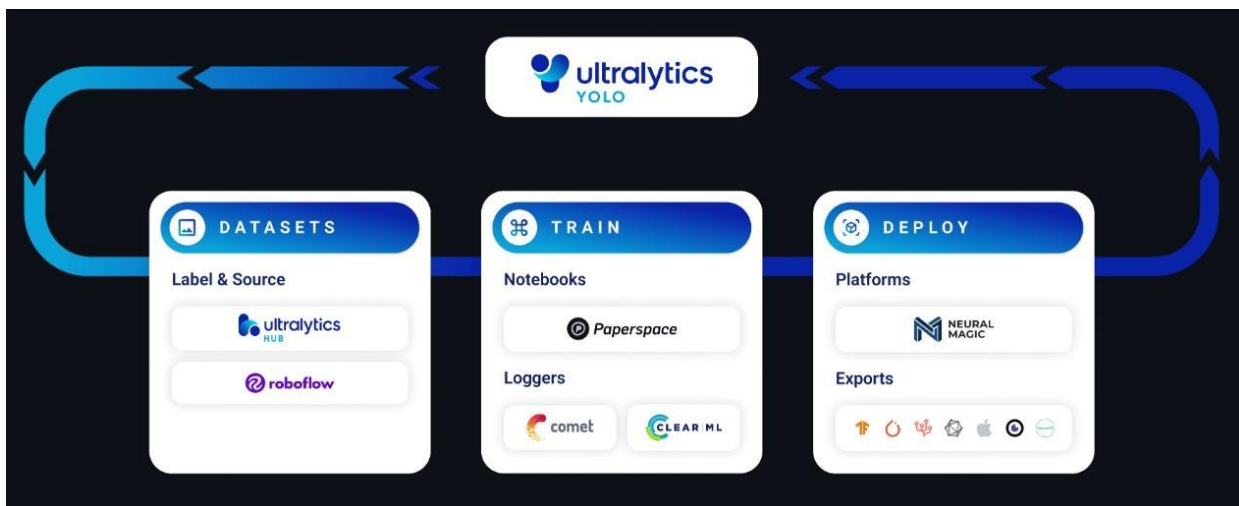 ultralytics
YOLO
DATASETS
Label & Source
ultralytics
HUB
roboflow
TRAIN
Notebooks
Paperspace
Loggers
comet
CLEAR ML
DEPLOY
Platforms
NEURAL
MAGIC
Exports